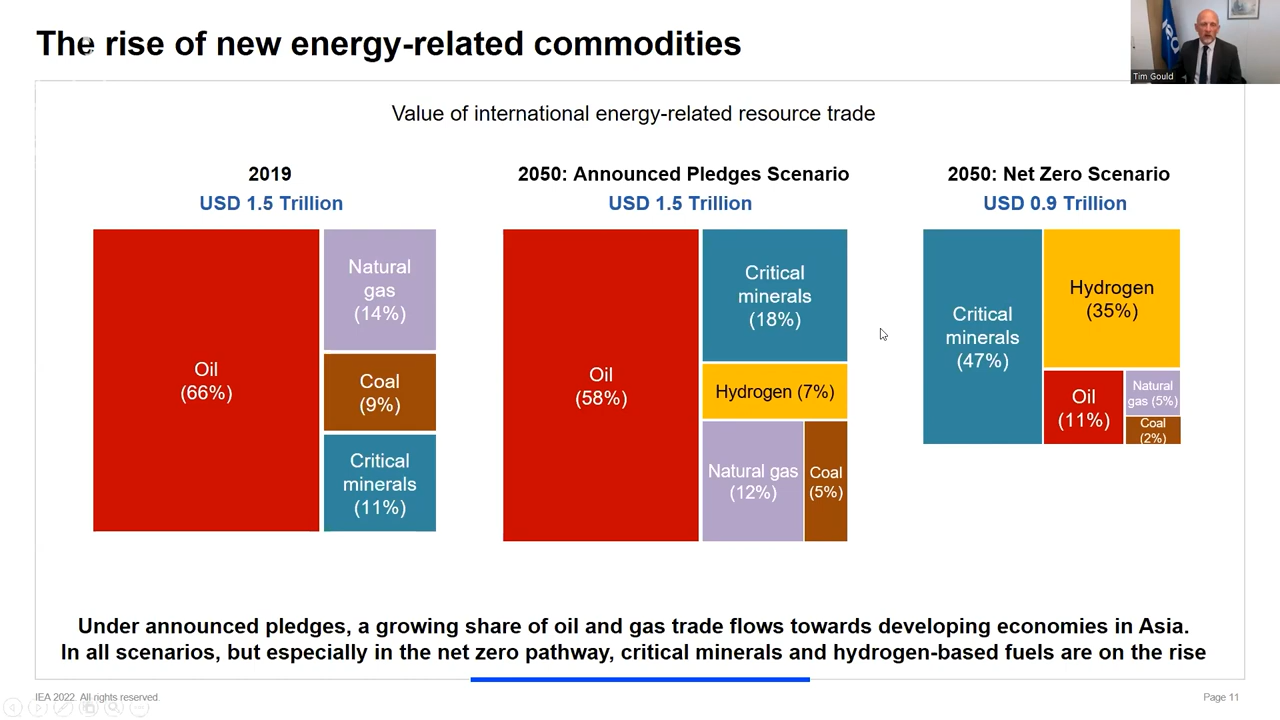 The rise of new energy-related commodities
Tim Gould
Value of international energy-related resource trade
2019
USD 1.5 Trillion
Oil
(66%)
Natural
gas
(14%)
Coal
(9%)
Critical
minerals
(11%)
2050: Announced Pledges Scenario
USD 1.5 Trillion
Oil
(58%)
Critical
minerals
(18%)
Hydrogen (7%)
Natural gas
(12%)
Coal
(5%)
2050: Net Zero Scenario
USD 0.9 Trillion
Critical
minerals
(47%)
Hydrogen
(35%)
Oil
(11%)
Natural
gas (5%)
Coal
(2%)
Under announced pledges, a growing share of oil and gas trade flows towards developing economies in Asia.
In all scenarios, but especially in the net zero pathway, critical minerals and hydrogen-based fuels are on the rise
IEA 2022. All rights reserved.
Page 11